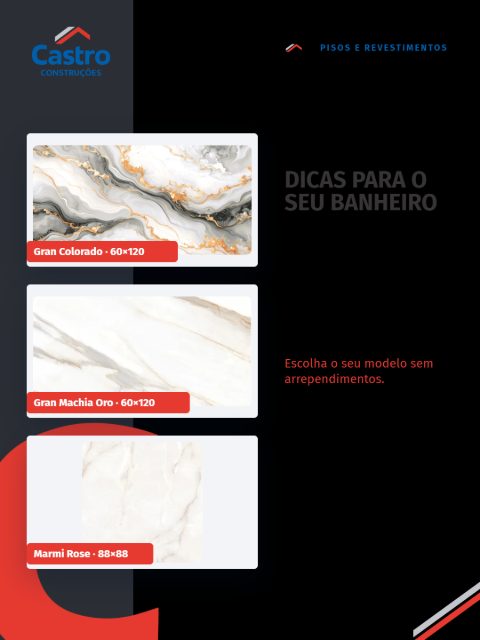 Castro
CONSTRUÇÕES
PISOS E REVESTIMENTOS
DICAS PARA O
SEU BANHEIRO
Gran Colorado · 60×120
Gran Machia Oro · 60×120
Escolha o seu modelo sem
arrependimentos.
Marmi Rose · 88×88